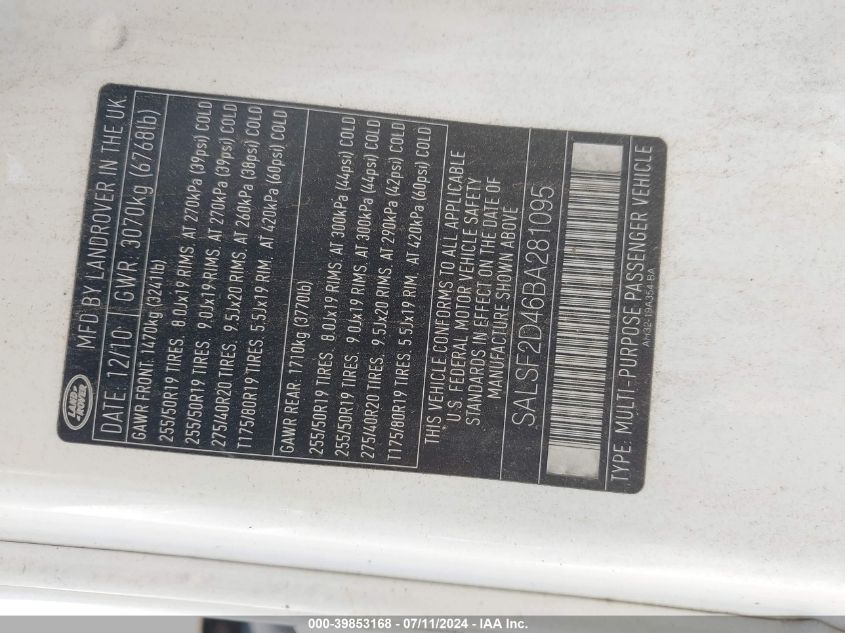 LAND-
ROVER
MFD BY LANDROVER IN THE UK.
DATE: 12/10 GWR: 3070kg (6768lb)
GAWR FRONT: 1470kg (3241lb)
255/50R19 TIRES. 8.0Jx19 RIMS. AT 270kPa (39psi) COLD
255/50R19 TIRES. 9.0Jx19 RIMS. AT 270kPa (39psi) COLD
275/40R20 TIRES. 9.5Jx20 RIMS. AT 260kPa (38psi) COLD
T175/80R19 TIRES. 5.5Jx19 RIM. AT 420kPa (60psi) COLD
GAWR REAR: 1710kg (3770lb)
255/50R19 TIRES. 8.0Jx19 RIMS. AT 300kPa (44psi) COLD
255/50R19 TIRES. 9.0Jx19 RIMS. AT 300kPa (44psi) COLD
275/40R20 TIRES. 9.5Jx20 RIMS. AT 290kPa (42psi) COLD
T175/80R19 TIRES. 5.5Jx19 RIM. AT 420kPa (60psi) COLD
THIS VEHICLE CONFORMS TO ALL APPLICABLE
U.S. FEDERAL MOTOR VEHICLE SAFETY
STANDARDS IN EFFECT ON THE DATE OF
MANUFACTURE SHOWN ABOVE
SALSF2D46BA281095
TYPE: MULTI-PURPOSE PASSENGER VEHICLE
AH32-19A354-BA
000-39853168 - 07/11/2024 - IAA Inc.